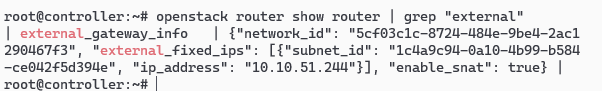 root@controller:~# openstack router show router | grep "external"
| external_gateway_info   | {"network_id": "5cf03c1c-8724-484e-9be4-2ac1
290467f3", "external_fixed_ips": [{"subnet_id": "1c4a9c94-0a10-4b99-b584
-ce042f5d394e", "ip_address": "10.10.51.244"}], "enable_snat": true} |
root@controller:~#